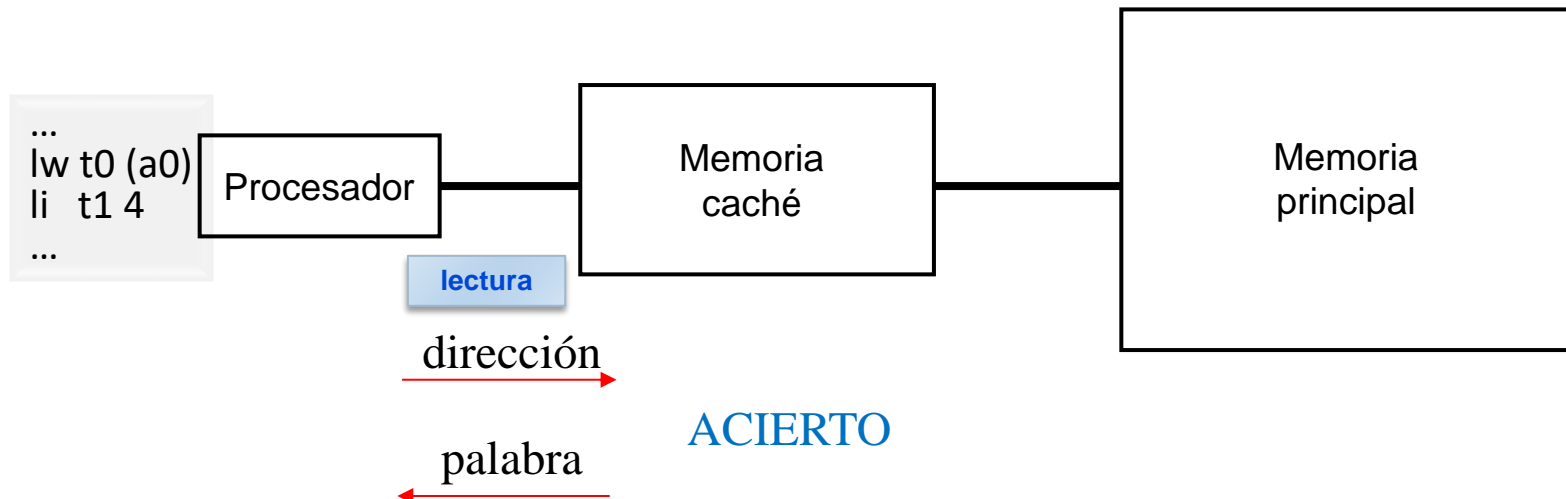 ...
lw t0 (a0)
li t1 4
...
Procesador
Memoria
caché
Memoria
principal
lectura
dirección
ACIERTO
palabra